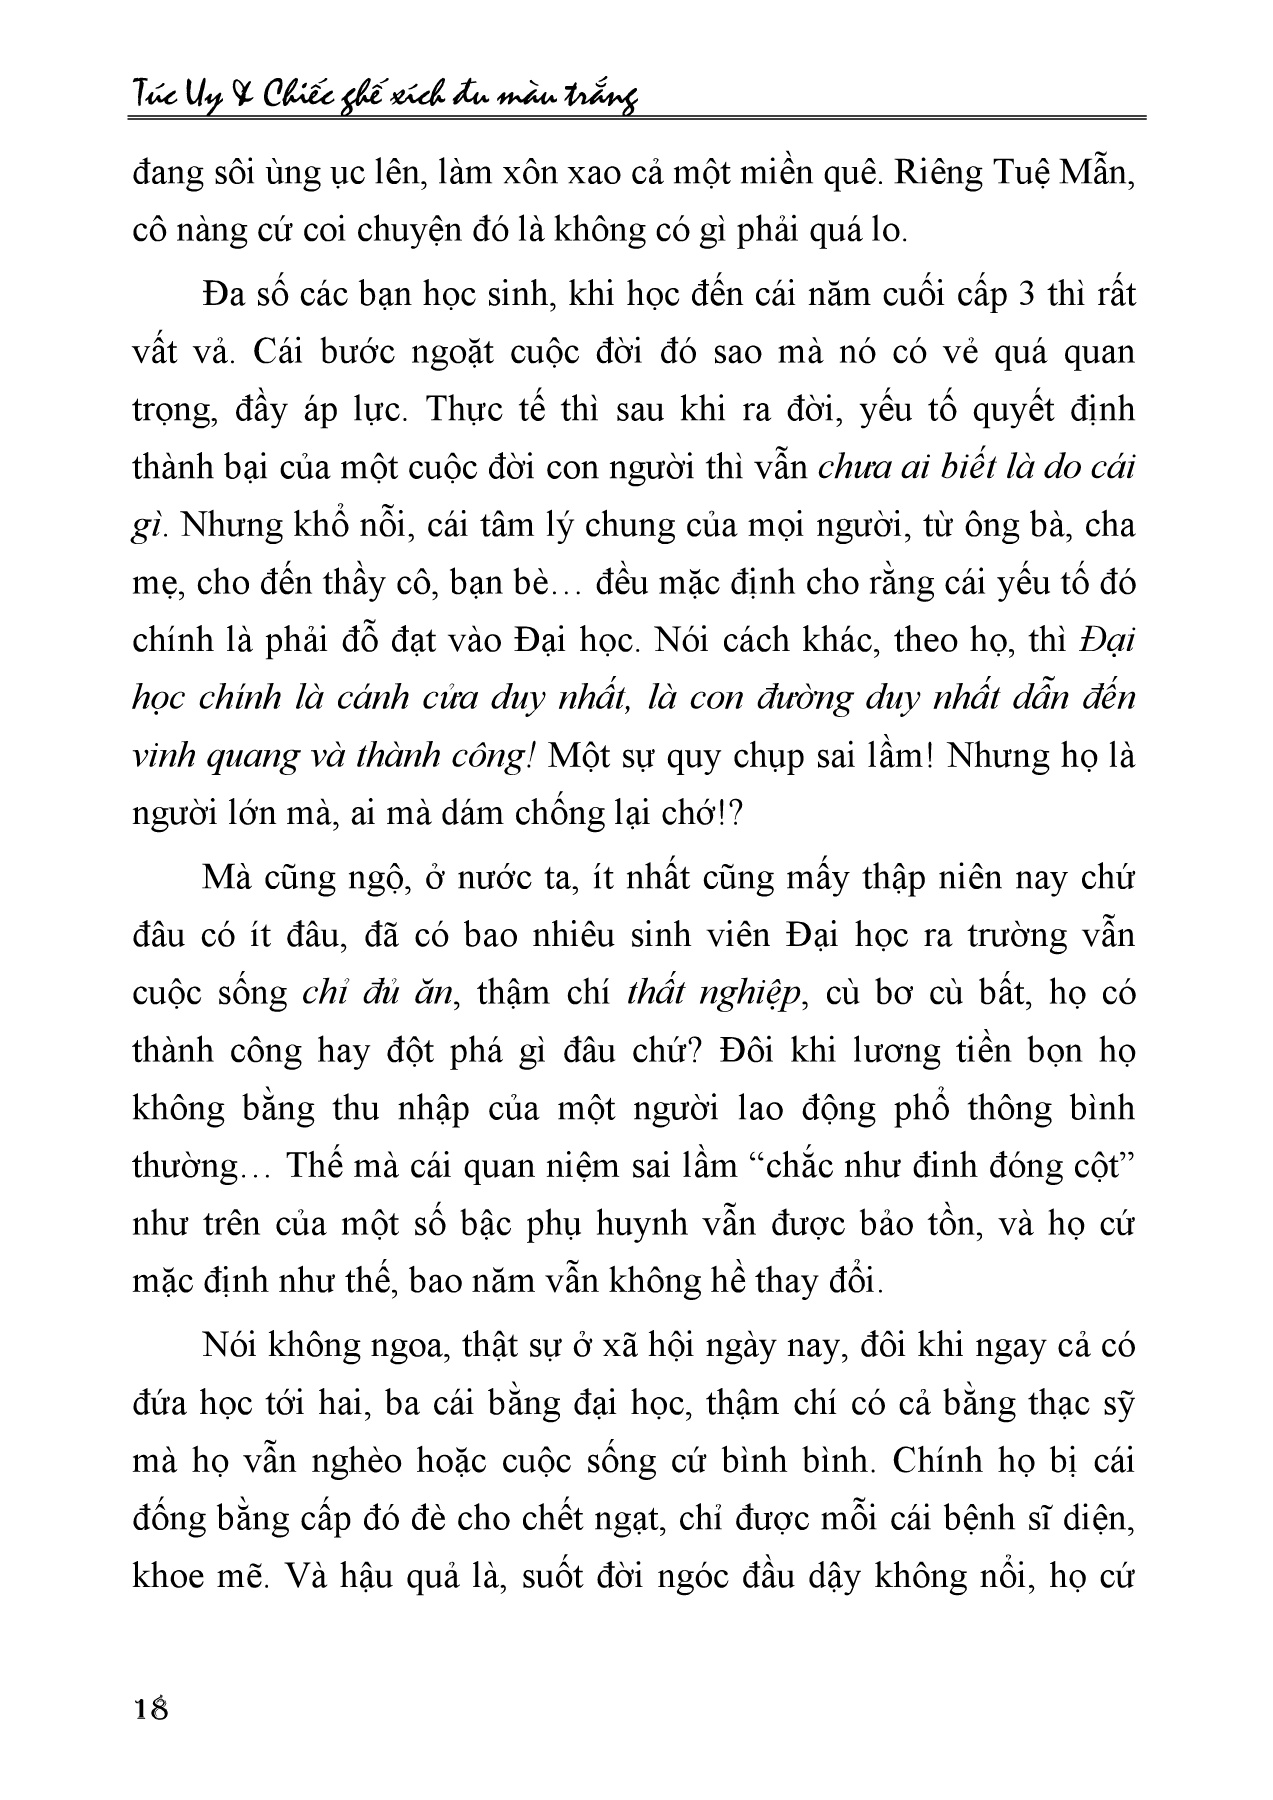 Túc Uy & Chiếc ghế xích đu màu trắng
đang sôi ùng ục lên, làm xôn xao cả một miền quê. Riêng Tuệ Mẫn,
cô nàng cứ coi chuyện đó là không có gì phải quá lo.
Đa số các bạn học sinh, khi học đến cái năm cuối cấp 3 thì rất
vất vả. Cái bước ngoặt cuộc đời đó sao mà nó có vẻ quá quan
trọng, đầy áp lực. Thực tế thì sau khi ra đời, yếu tố quyết định
thành bại của một cuộc đời con người thì vẫn chưa ai biết là do cái
gì. Nhưng khổ nỗi, cái tâm lý chung của mọi người, từ ông bà, cha
mẹ, cho đến thầy cô, bạn bè… đều mặc định cho rằng cái yếu tố đó
chính là phải đỗ đạt vào Đại học. Nói cách khác, theo họ, thì Đại
học chính là cánh cửa duy nhất, là con đường duy nhất dẫn đến
vinh quang và thành công! Một sự quy chụp sai lầm! Nhưng họ là
người lớn mà, ai mà dám chống lại chớ!?
Mà cũng ngộ, ở nước ta, ít nhất cũng mấy thập niên nay chứ
đâu có ít đâu, đã có bao nhiêu sinh viên Đại học ra trường vẫn
cuộc sống chỉ đủ ăn, thậm chí thất nghiệp, cù bơ cù bất, họ có
thành công hay đột phá gì đâu chứ? Đôi khi lương tiền bọn họ
không bằng thu nhập của một người lao động phổ thông bình
thường… Thế mà cái quan niệm sai lầm “chắc như đinh đóng cột”
như trên của một số bậc phụ huynh vẫn được bảo tồn, và họ cứ
mặc định như thế, bao năm vẫn không hề thay đổi.
Nói không ngoa, thật sự ở xã hội ngày nay, đôi khi ngay cả có
đứa học tới hai, ba cái bằng đại học, thậm chí có cả bằng thạc sỹ
mà họ vẫn nghèo hoặc cuộc sống cứ bình bình. Chính họ bị cái
đống bằng cấp đó đè cho chết ngạt, chỉ được mỗi cái bệnh sĩ diện,
khoe mẽ. Và hậu quả là, suốt đời ngóc đầu dậy không nổi, họ cứ
18